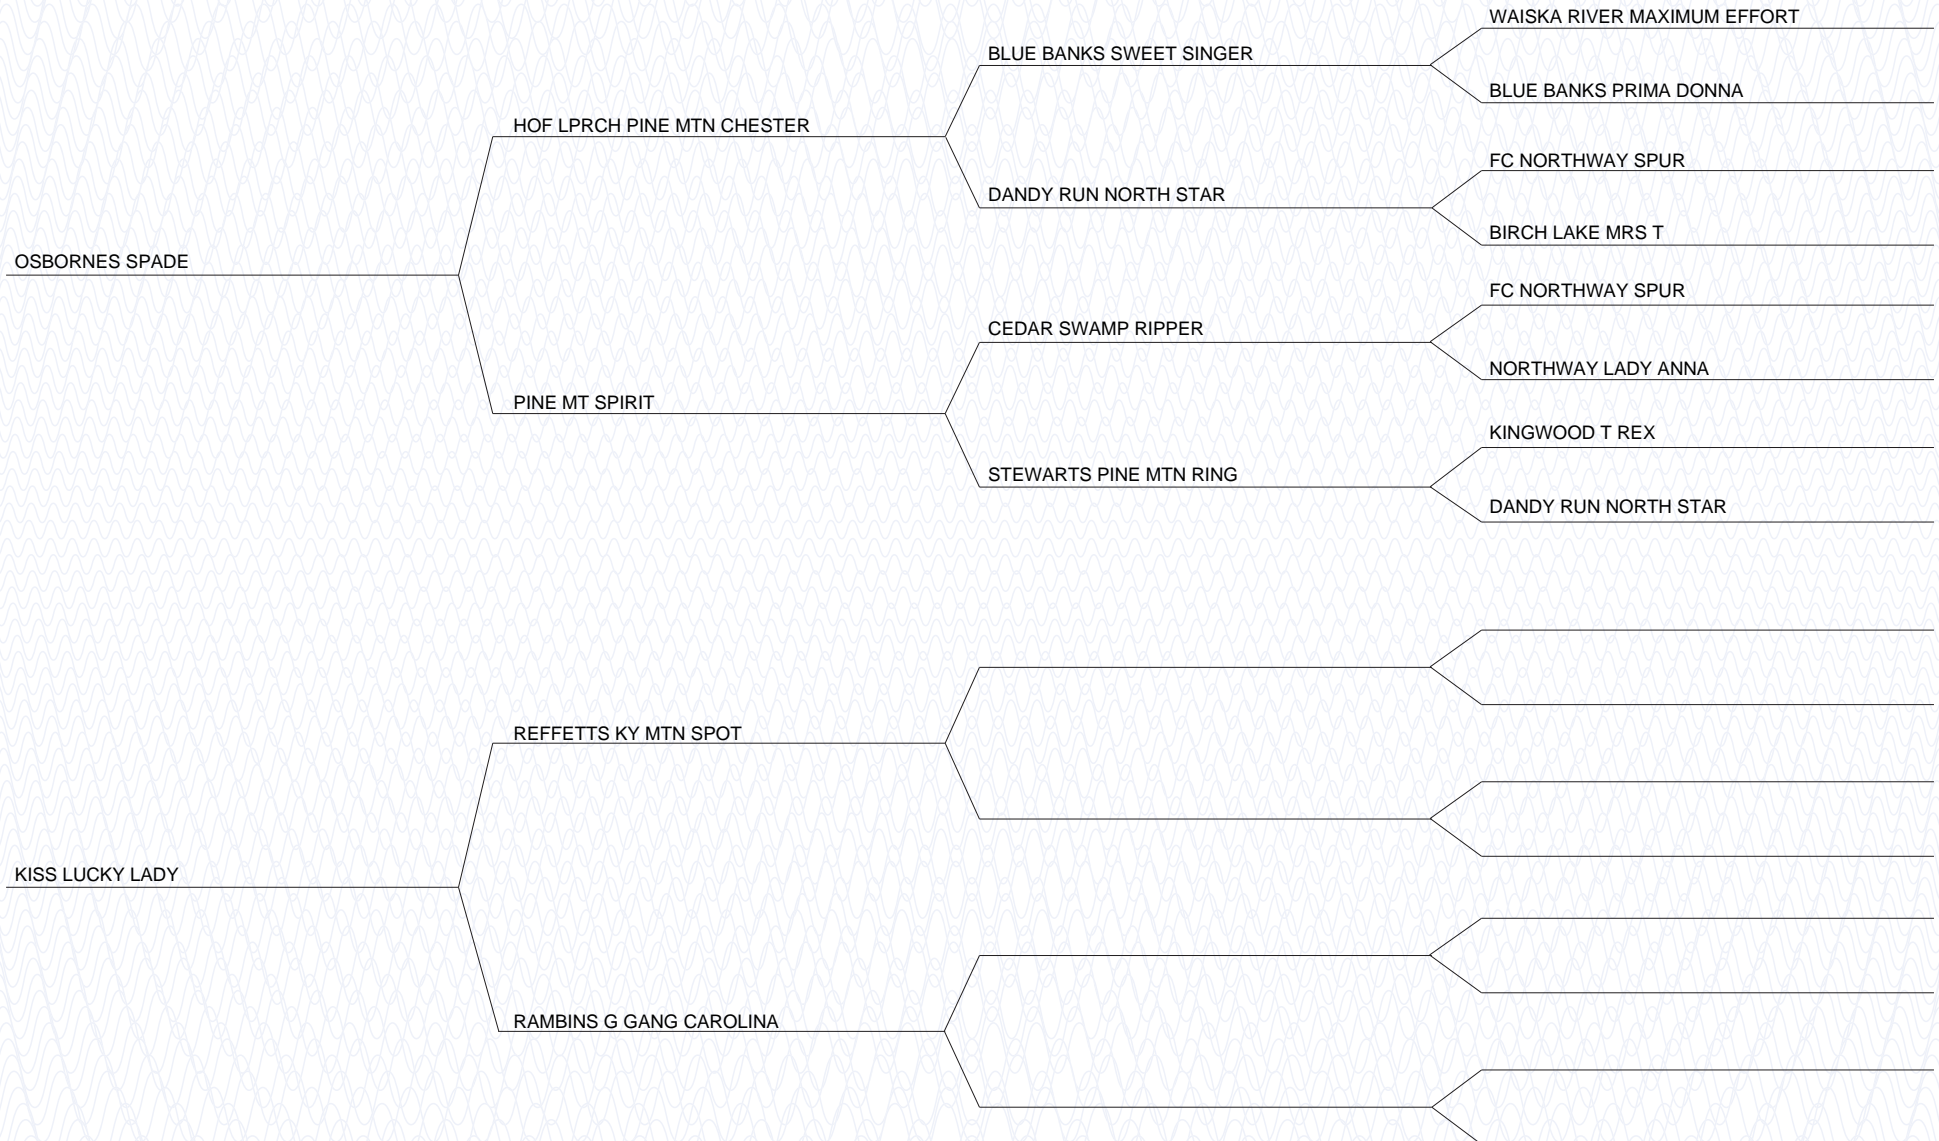 WAISKA RIVER MAXIMUM EFFORT
BLUE BANKS SWEET SINGER
BLUE BANKS PRIMA DONNA
HOF LPRCH PINE MTN CHESTER
FC NORTHWAY SPUR
DANDY RUN NORTH STAR
BIRCH LAKE MRS T
OSBORNES SPADE
FC NORTHWAY SPUR
CEDAR SWAMP RIPPER
NORTHWAY LADY ANNA
PINE MT SPIRIT
KINGWOOD T REX
STEWARTS PINE MTN RING
DANDY RUN NORTH STAR
REFFETTS KY MTN SPOT
KISS LUCKY LADY
RAMBINS G GANG CAROLINA